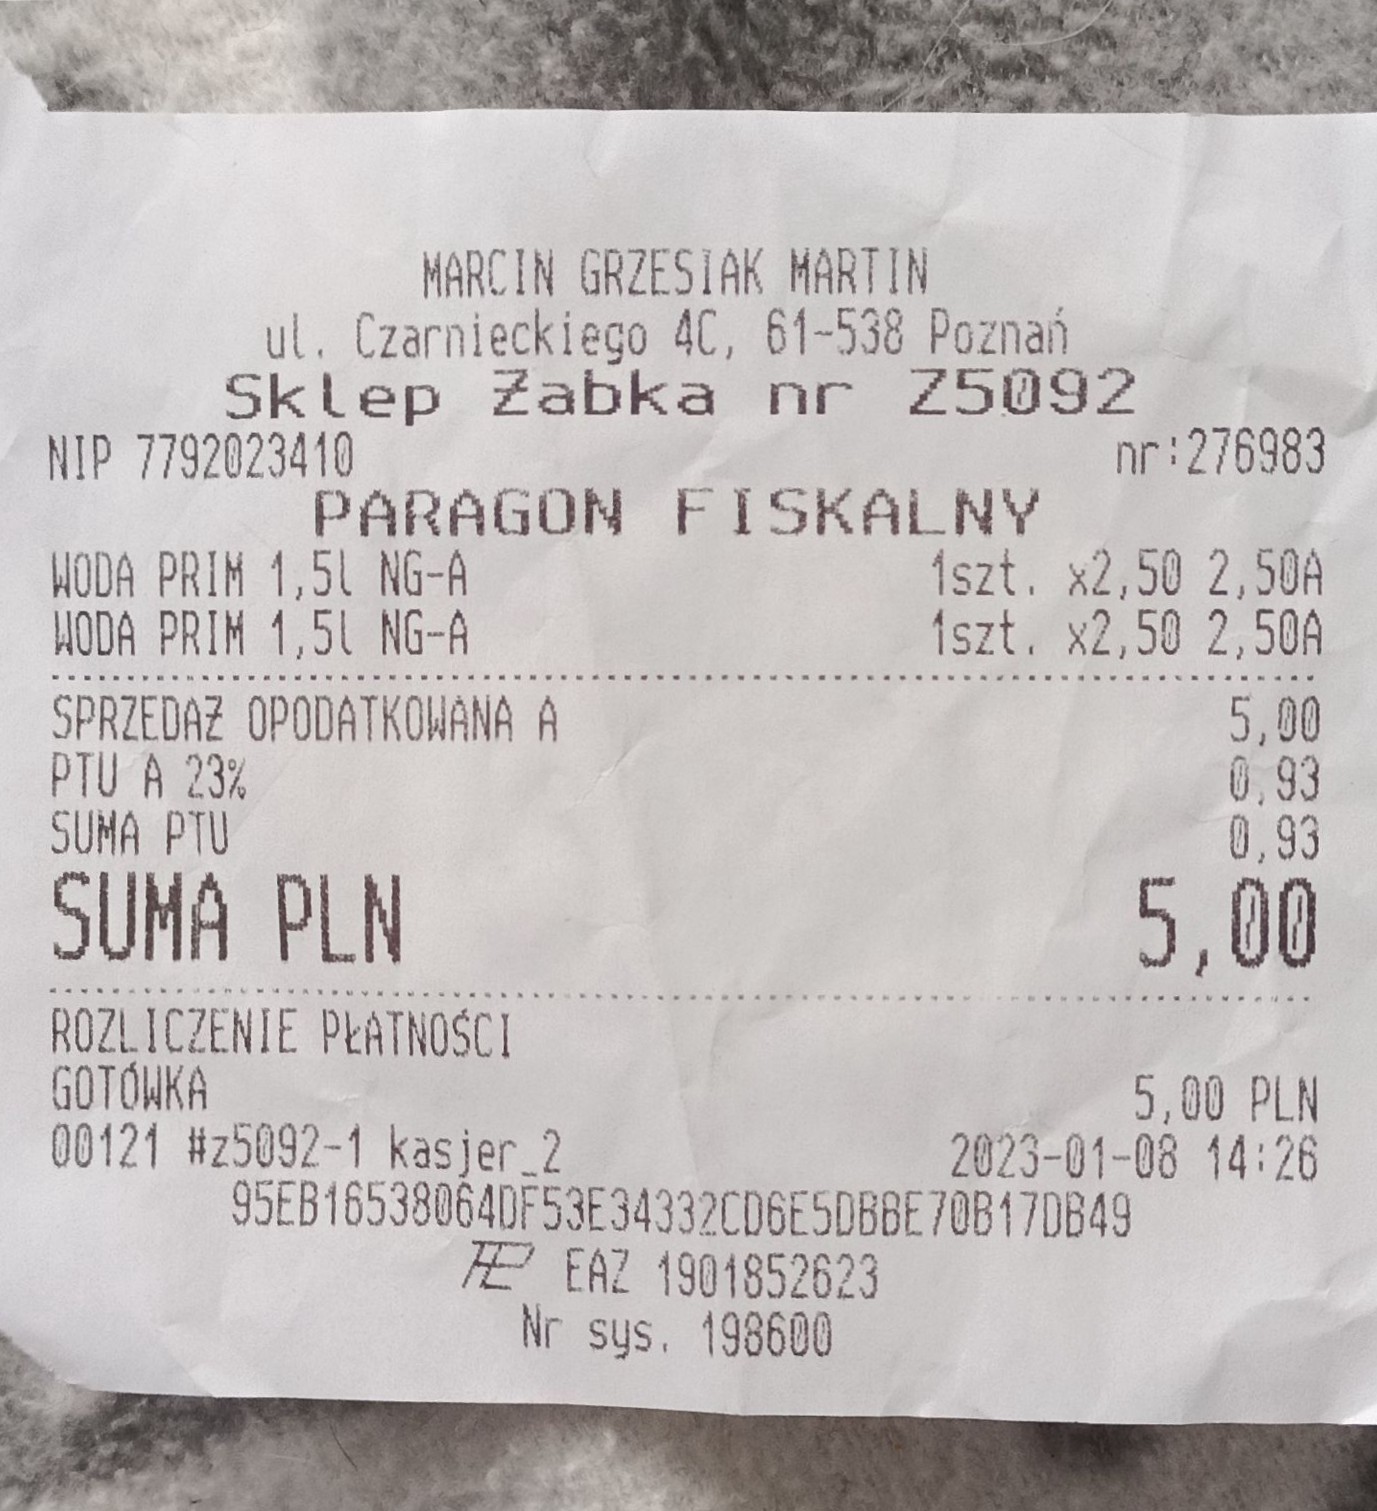 MARCIN GRZESIAK MARTIN
ul. Czarnieckiego 4C, 61-538 Poznań
Sklep Żabka nr Z5092
NIP 7792023410 nr:276983
PARAGON FISKALNY
WODA PRIM 1,5l NG-A 1szt. x2,50 2,50A
WODA PRIM 1,5l NG-A 1szt. x2,50 2,50A
SPRZEDAŻ OPODATKOWANA A 5,00
PTU A 23% 0,93
SUMA PTU 0,93
SUMA PLN 5,00
ROZLICZENIE PŁATNOŚCI
GOTÓWKA 5,00 PLN
00121 #z5092-1 kasjer_2 2023-01-08 14:26
95EB16538064DF53E34332CD6E5DBBE70B17DB49
EAZ 1901852623
Nr sys. 198600